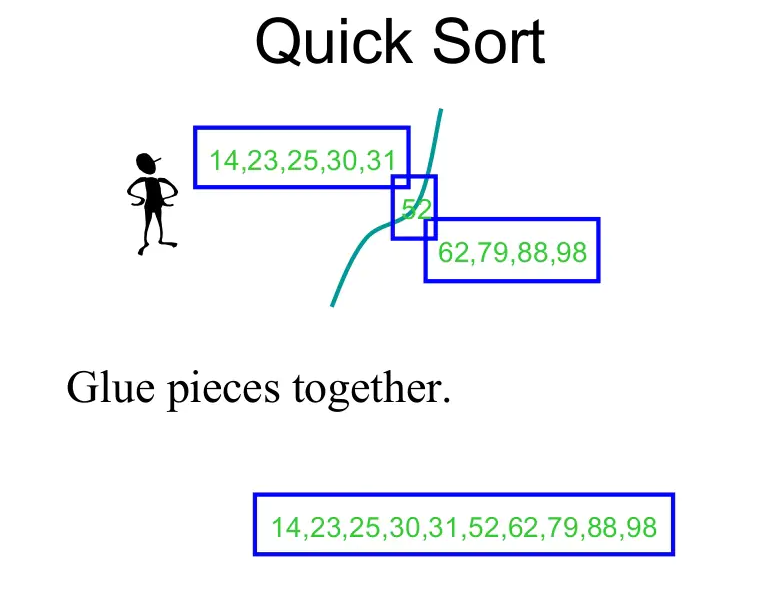 Quick Sort
14,23,25,30,31
52
62,79,88,98
Glue pieces together.
14,23,25,30,31,52,62,79,88,98